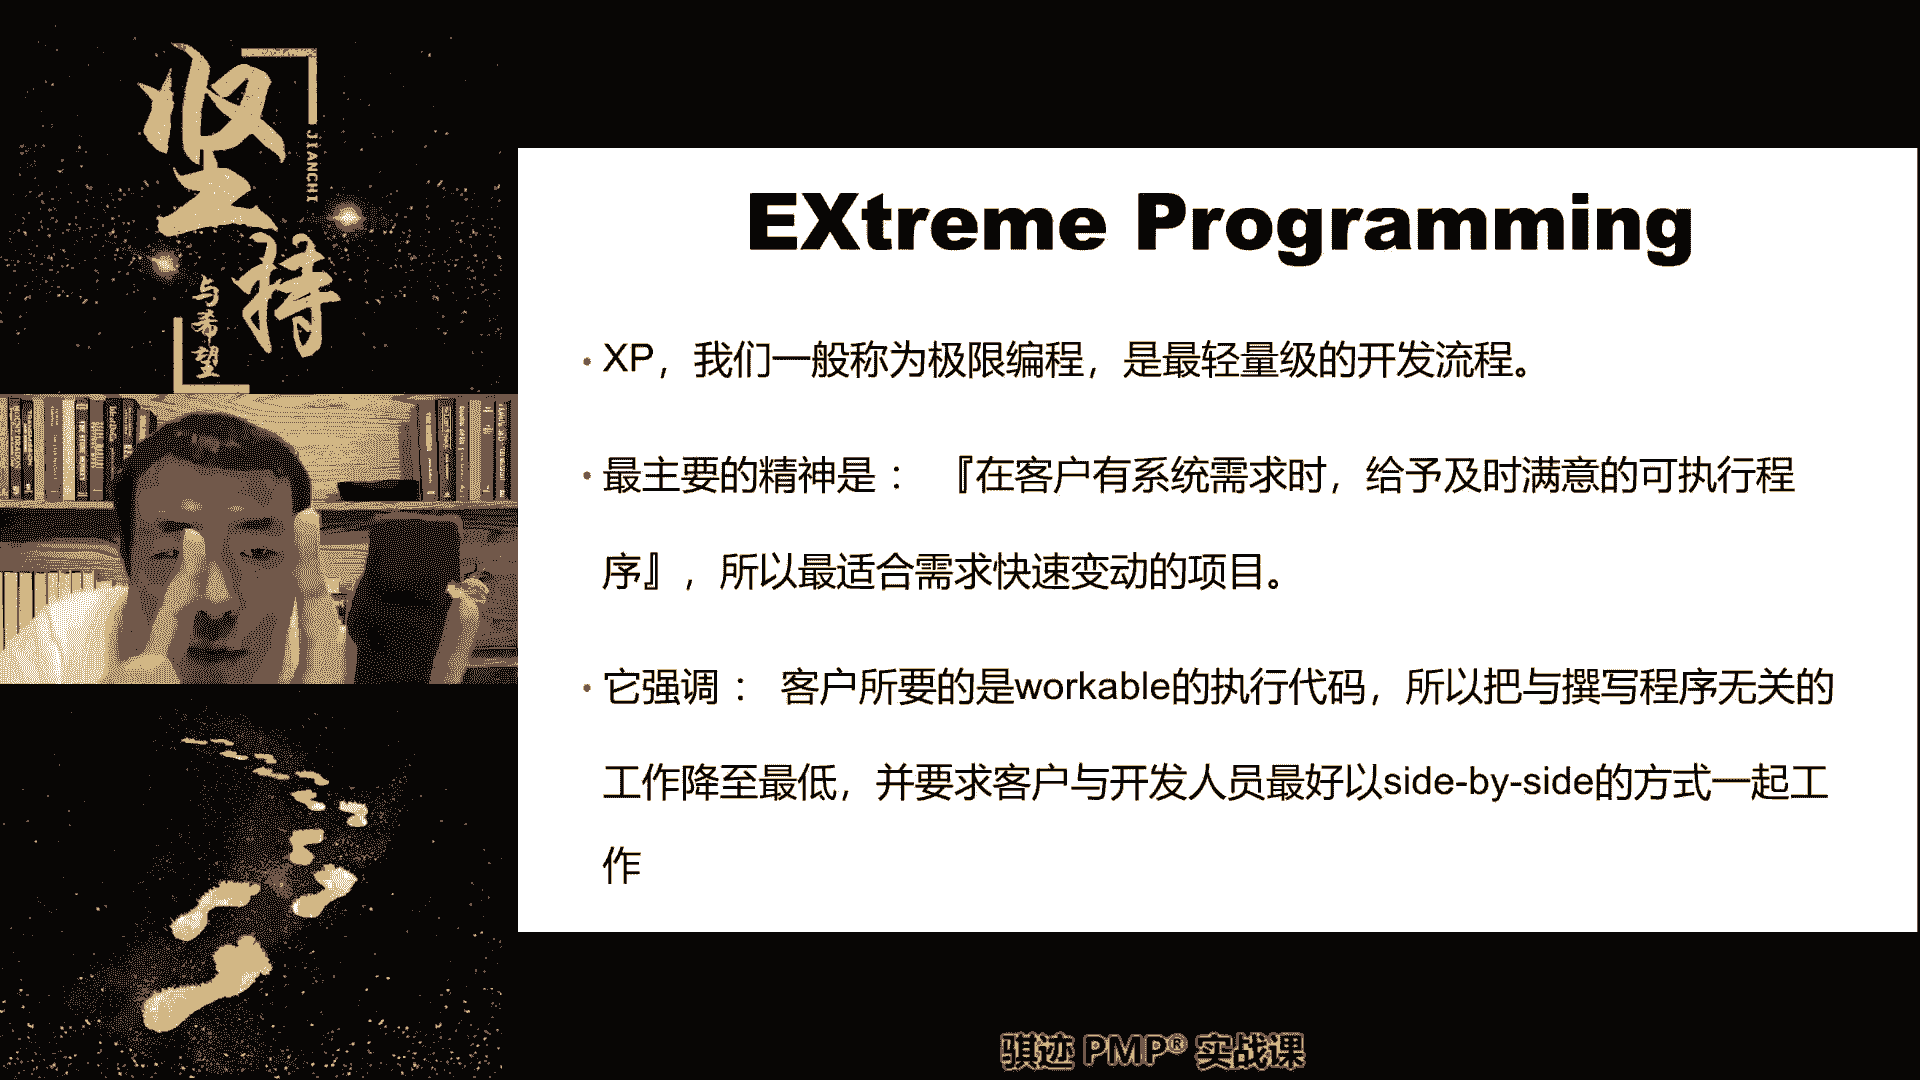 坚持
JIANCHI
与希望
EXtreme Programming
• XP，我们一般称为极限编程，是最轻量级的开发流程。
• 最主要的精神是： 『在客户有系统需求时，给予及时满意的可执行程
序』，所以最适合需求快速变动的项目。
• 它强调： 客户所要的是workable的执行代码，所以把与撰写程序无关的
工作降至最低，并要求客户与开发人员最好以side-by-side的方式一起工
作
骐迹 PMP® 实战课